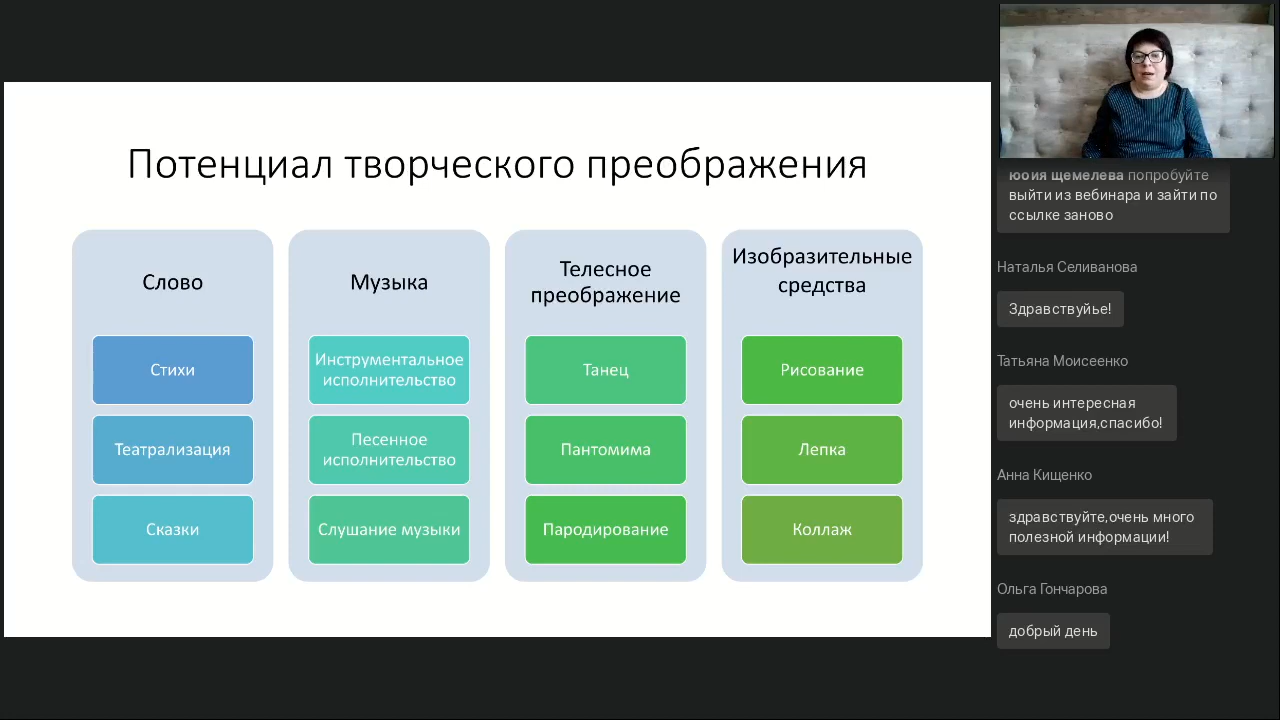 Потенциал творческого преображения
Слово
Стихи
Театрализация
Сказки
Музыка
Инструментальное
исполнительство
Песенное
исполнительство
Слушание музыки
Телесное
преображение
Танец
Пантомима
Пародирование
Изобразительные
средства
Рисование
Лепка
Коллаж
щемелева попробуйте
выйти из вебинара и зайти по
ссылке заново
Наталья Селиванова
Здравствуйье!
Татьяна Моисеенко
очень интересная
информация,спасибо!
Анна Кищенко
здравствуйте,очень много
полезной информации!
Ольга Гончарова
добрый день